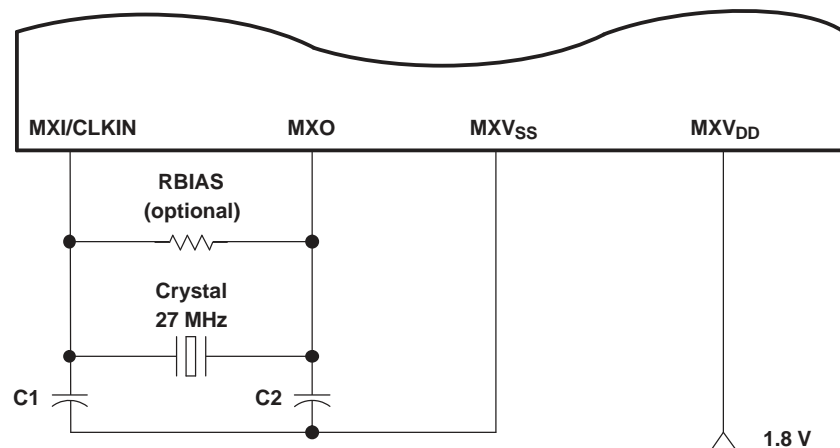 MXI/CLKIN MXO MXVSS MXVDD
RBIAS
(optional)
Crystal
27 MHz
C1 C2
1.8 V